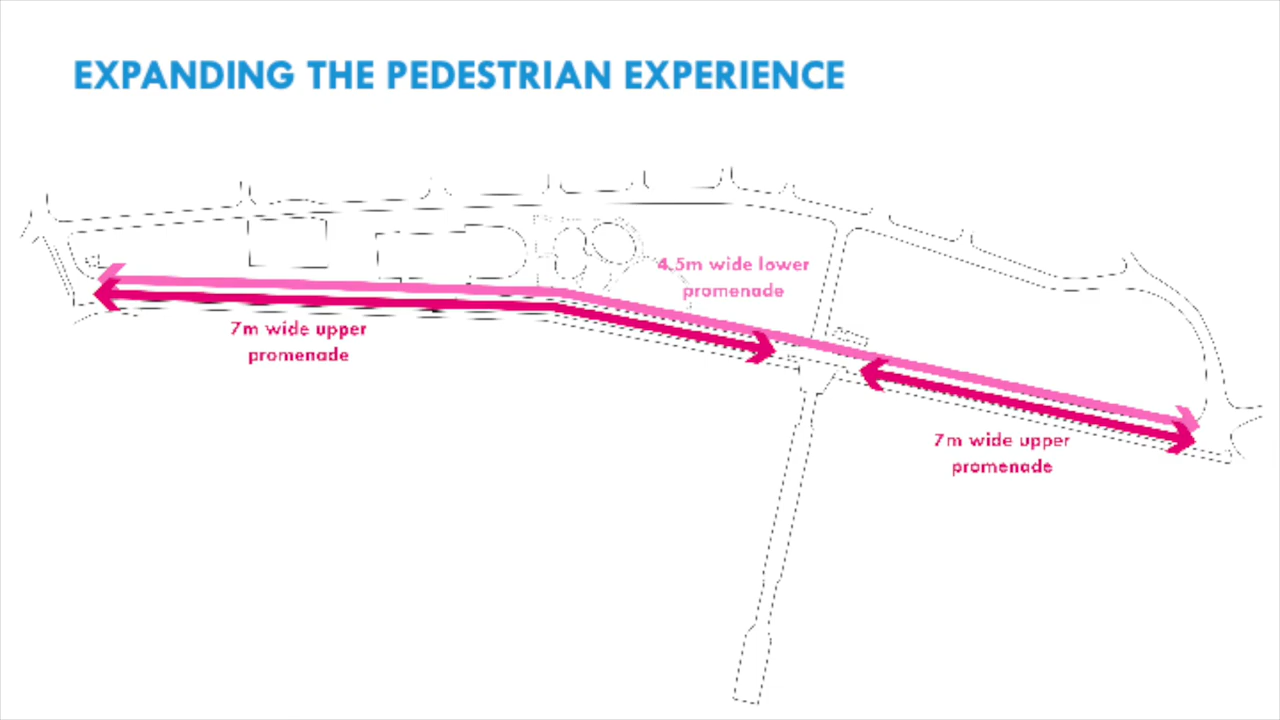 EXPANDING THE PEDESTRIAN EXPERIENCE
4.5m wide lower
promenade
7m wide upper
promenade
7m wide upper
promenade